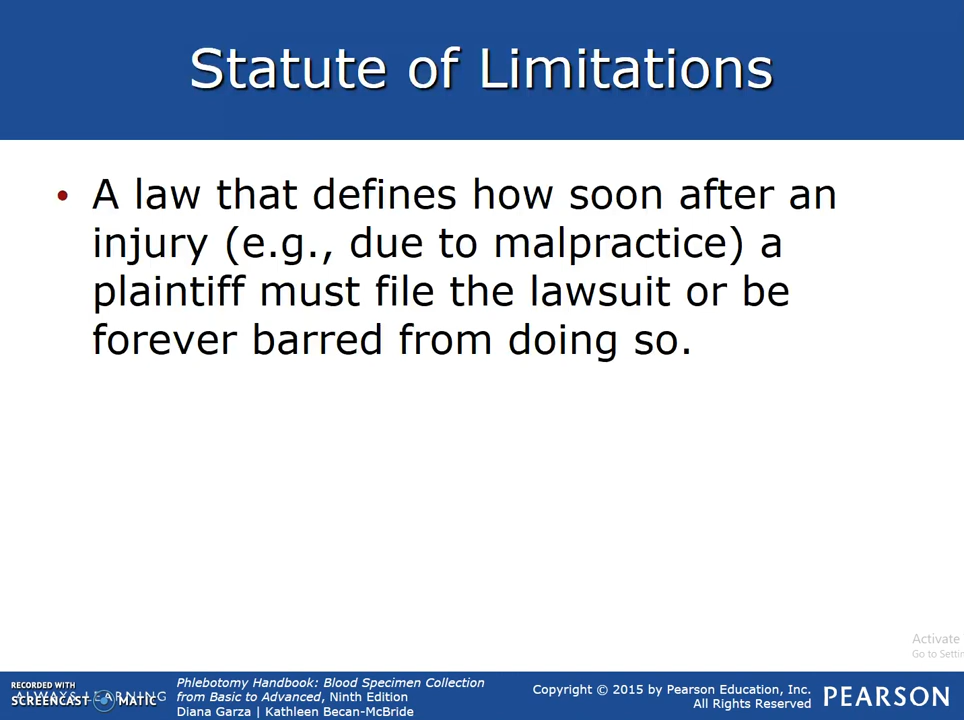 Statute of Limitations
• A law that defines how soon after an
injury (e.g., due to malpractice) a
plaintiff must file the lawsuit or be
forever barred from doing so.
Activate
Go to Settin
RECORDED WITH
SCREENCAST MATIC
ALWAYS LEARNING
Phlebotomy Handbook: Blood Specimen Collection
from Basic to Advanced, Ninth Edition
Diana Garza | Kathleen Becan-McBride
Copyright © 2015 by Pearson Education, Inc.
All Rights Reserved
PEARSON